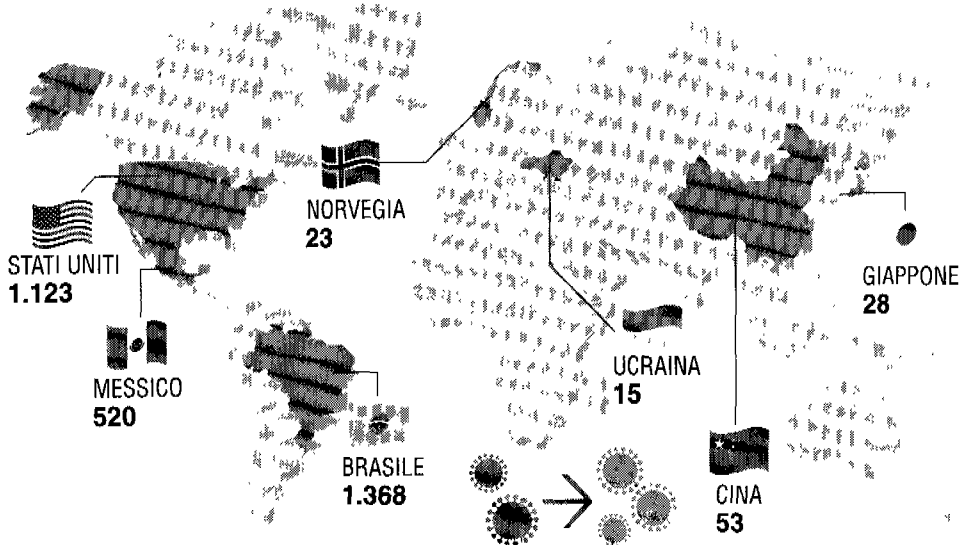 NORVEGIA
23
STATI UNITI
1.123
GIAPPONE
28
MESSICO
520
UCRAINA
15
BRASILE
1.368
CINA
53